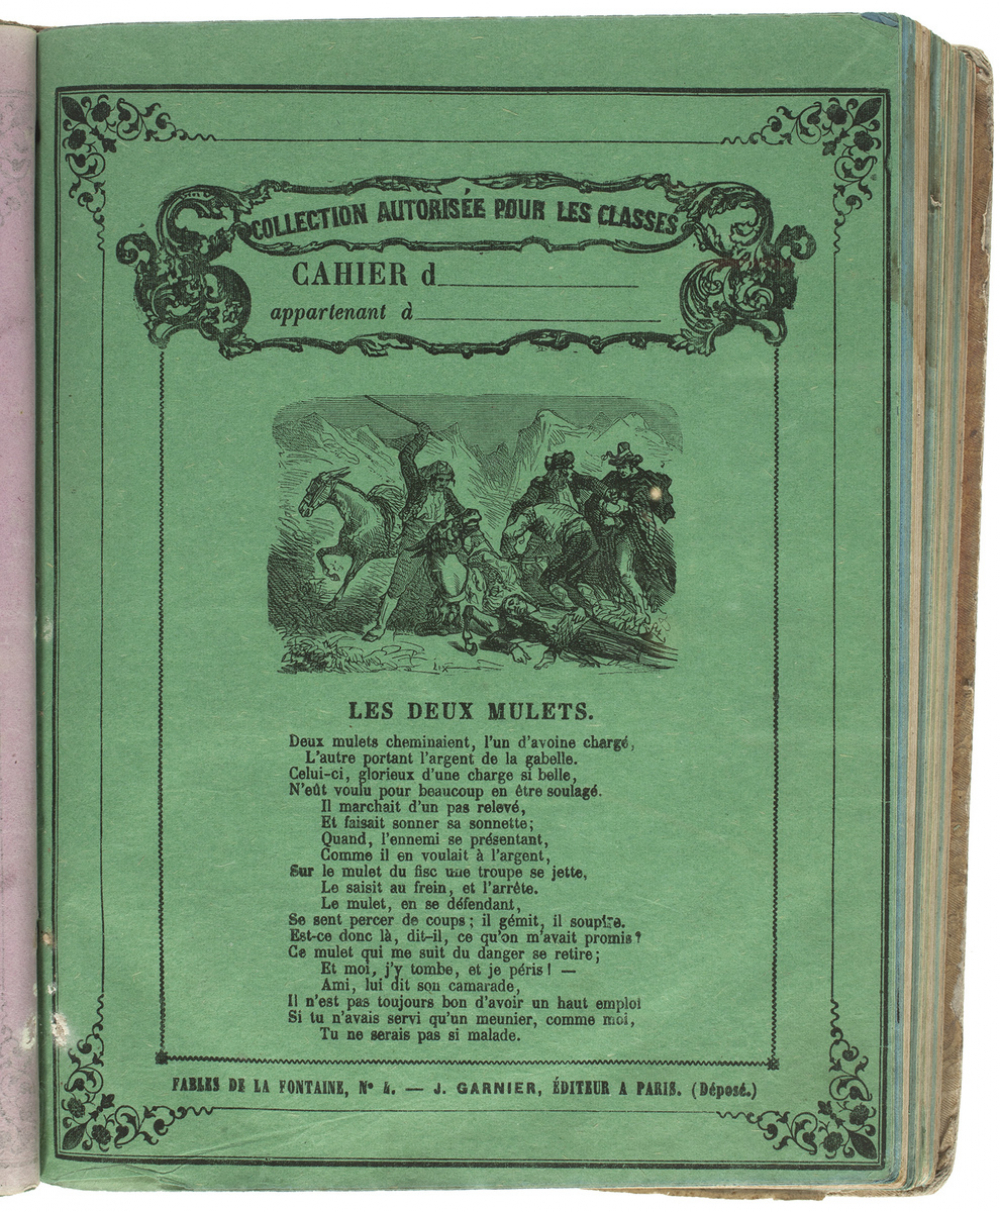 COLLECTION AUTORISÉE POUR LES CLASSES
CAHIER d
appartenant à
LES DEUX MULETS.
Deux mulets cheminaient, l'un d'avoine chargé,
L'autre portant l'argent de la gabelle.
Celui-ci, glorieux d'une charge si belle,
N'eût voulu pour beaucoup en être soulagé.
Il marchait d'un pas relevé,
Et faisait sonner sa sonnette;
Quand, l'ennemi se présentant,
Comme il en voulait à l'argent,
Sur le mulet du fisc une troupe se jette,
Le saisit au frein, et l'arrête.
Le mulet, en se défendant,
Se sent percer de coups; il gémit, il soupire.
Est-ce donc là, dit-il, ce qu'on m'avait promis?
Ce mulet qui me suit du danger se retire;
Et moi, j'y tombe, et je péris! —
Ami, lui dit son camarade,
Il n'est pas toujours bon d'avoir un haut emploi
Si tu n'avais servi qu'un meunier, comme moi,
Tu ne serais pas si malade.
FABLES DE LA FONTAINE, Nº 4. — J. GARNIER, ÉDITEUR A PARIS. (Déposé.)